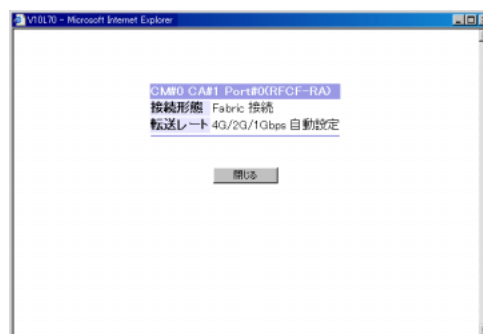 V10L70 - Microsoft Internet Explorer
CM#0 CA#1 Port#0(RFCF-RA)
接続形態 Fabric 接続
転送レート 4G/2G/1Gbps 自動設定
閉じる